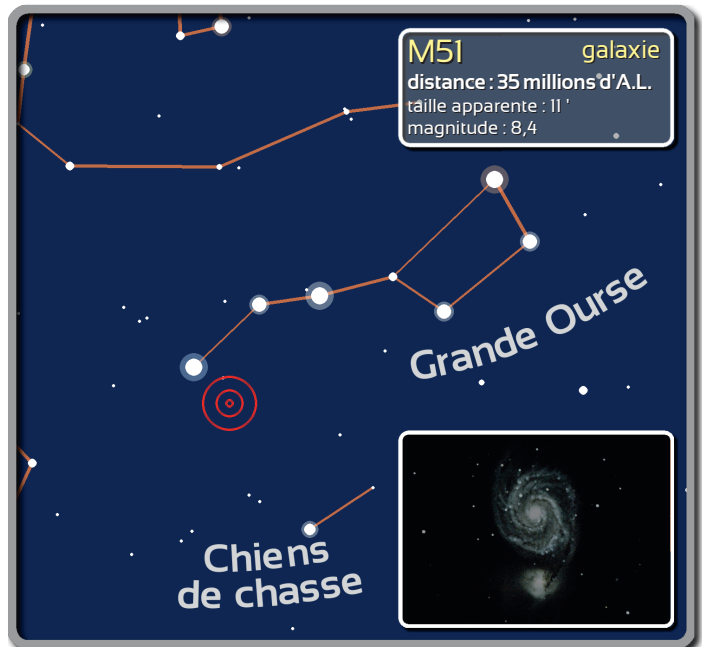 M51 galaxie
distance : 35 millions d'A.L.
taille apparente : 11 '
magnitude : 8,4
Grande Ourse
Chiens
de chasse